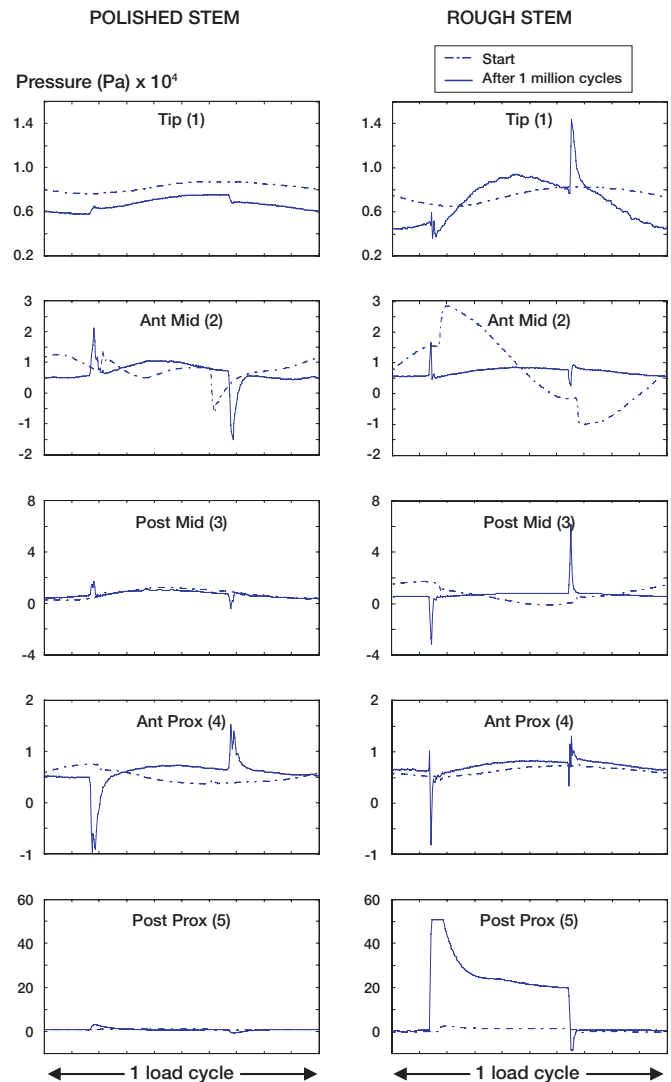 POLISHED STEM
ROUGH STEM
Start
After 1 million cycles
Pressure (Pa) x 10⁴
Tip (1)
1.4
1.0
0.6
0.2
Tip (1)
1.4
1.0
0.6
0.2
Ant Mid (2)
3
2
1
0
-1
-2
Ant Mid (2)
3
2
1
0
-1
-2
Post Mid (3)
8
4
0
-4
Post Mid (3)
8
4
0
-4
Ant Prox (4)
2
1
0
-1
Ant Prox (4)
2
1
0
-1
Post Prox (5)
60
40
20
0
Post Prox (5)
60
40
20
0
1 load cycle
1 load cycle